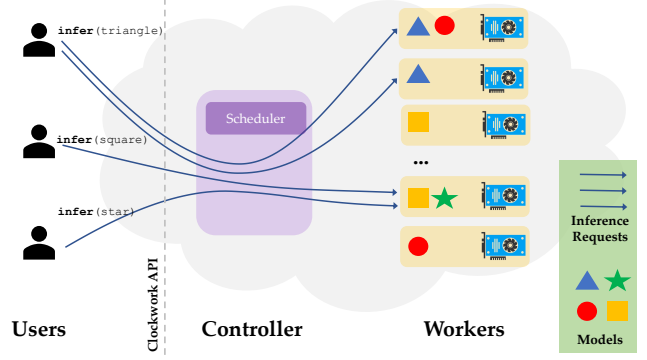 infer(triangle)
Scheduler
infer(square)
...
infer(star)
Inference
Requests
Clockwork API
Users
Controller
Workers
Models